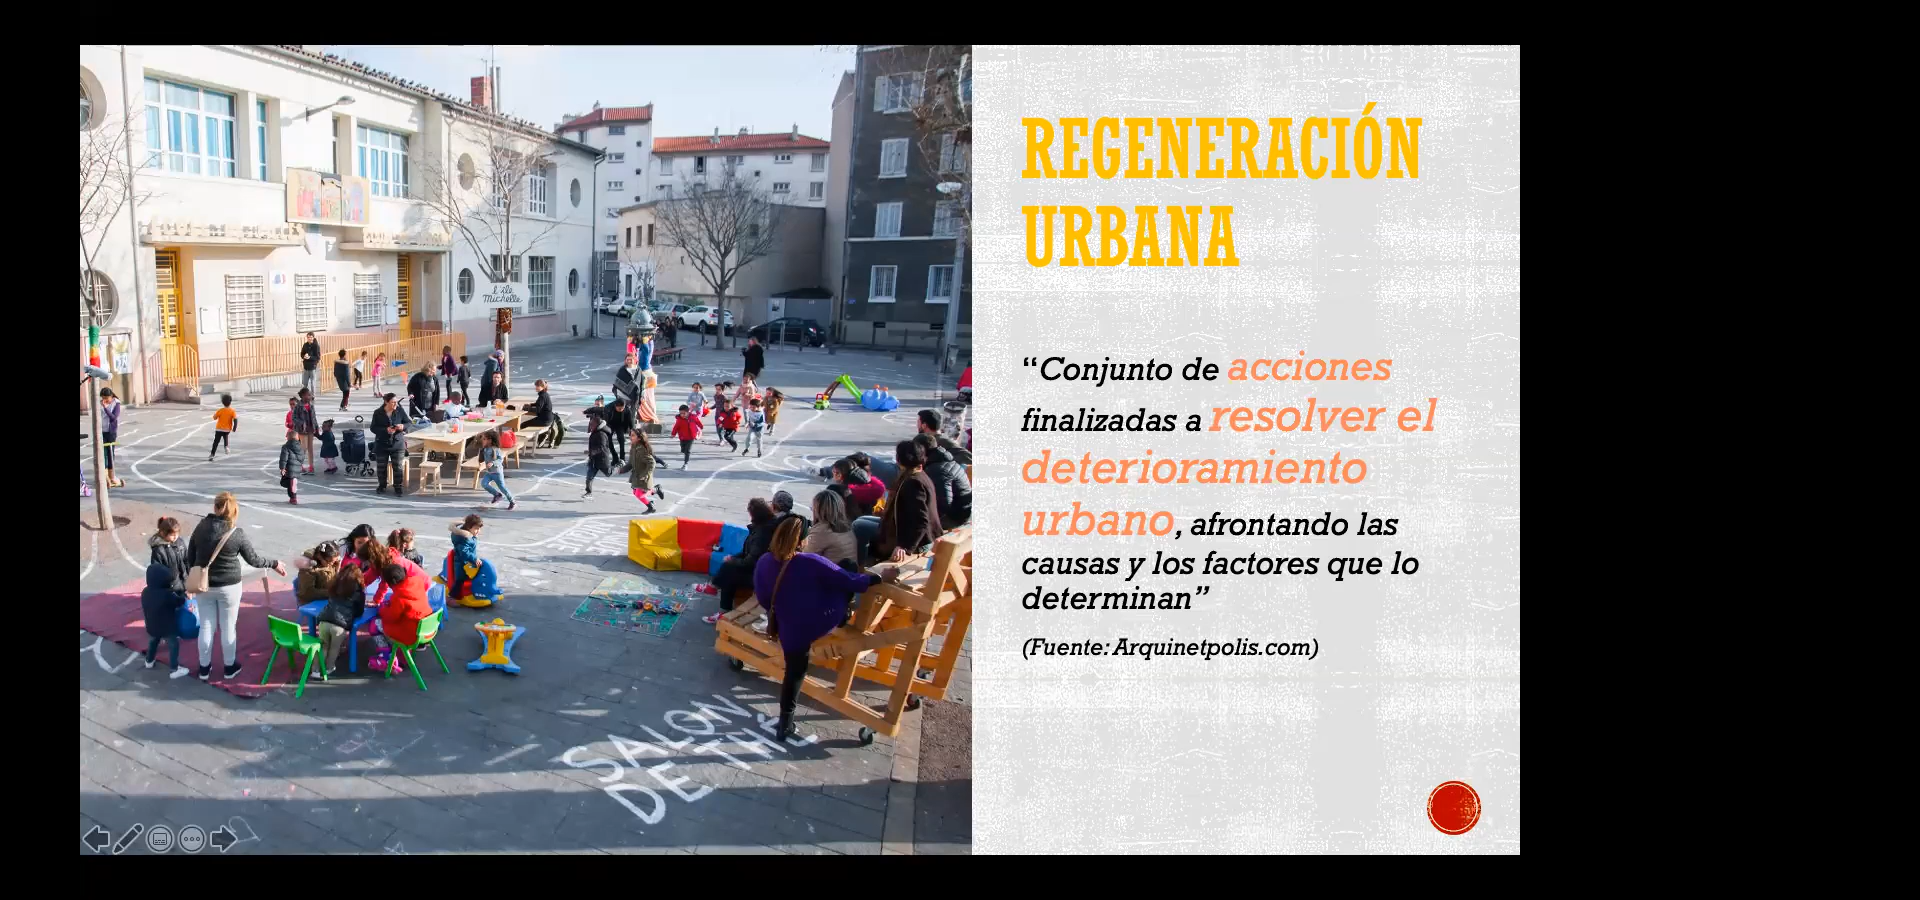 REGENERACIÓN
URBANA
“Conjunto de acciones
finalizadas a resolver el
deterioramiento
urbano, afrontando las
causas y los factores que lo
determinan”
(Fuente: Arquinetpolis.com)
l'île
Michelle
SALON
DE THÉ